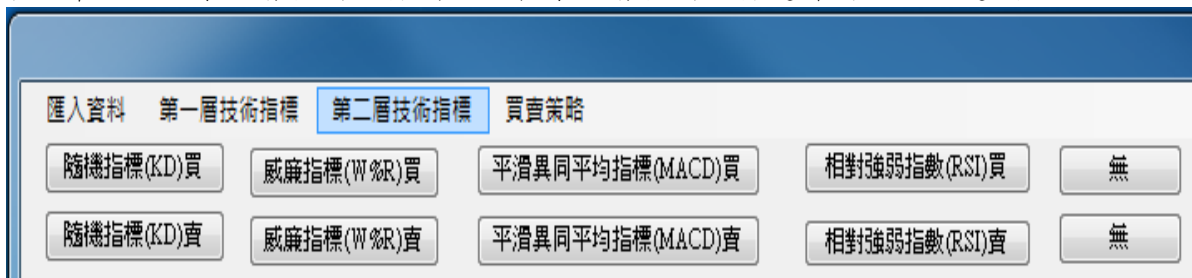 匯入資料 第一層技術指標 第二層技術指標 買賣策略
隨機指標(KD)買 威廉指標(W%R)買 平滑異同平均指標(MACD)買 相對強弱指數(RSI)買 無
隨機指標(KD)賣 威廉指標(W%R)賣 平滑異同平均指標(MACD)賣 相對強弱指數(RSI)賣 無